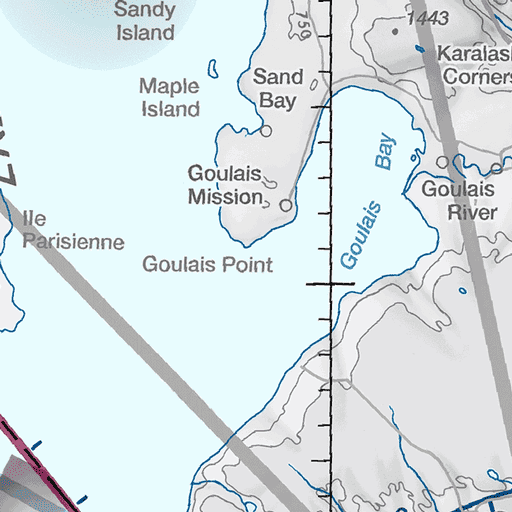 Sandy
Island
1443
759
Karalash
Corners
Maple
Island
Sand
Bay
Goulais Bay
Goulais
Mission
Goulais
River
Ile
Parisienne
Goulais Point